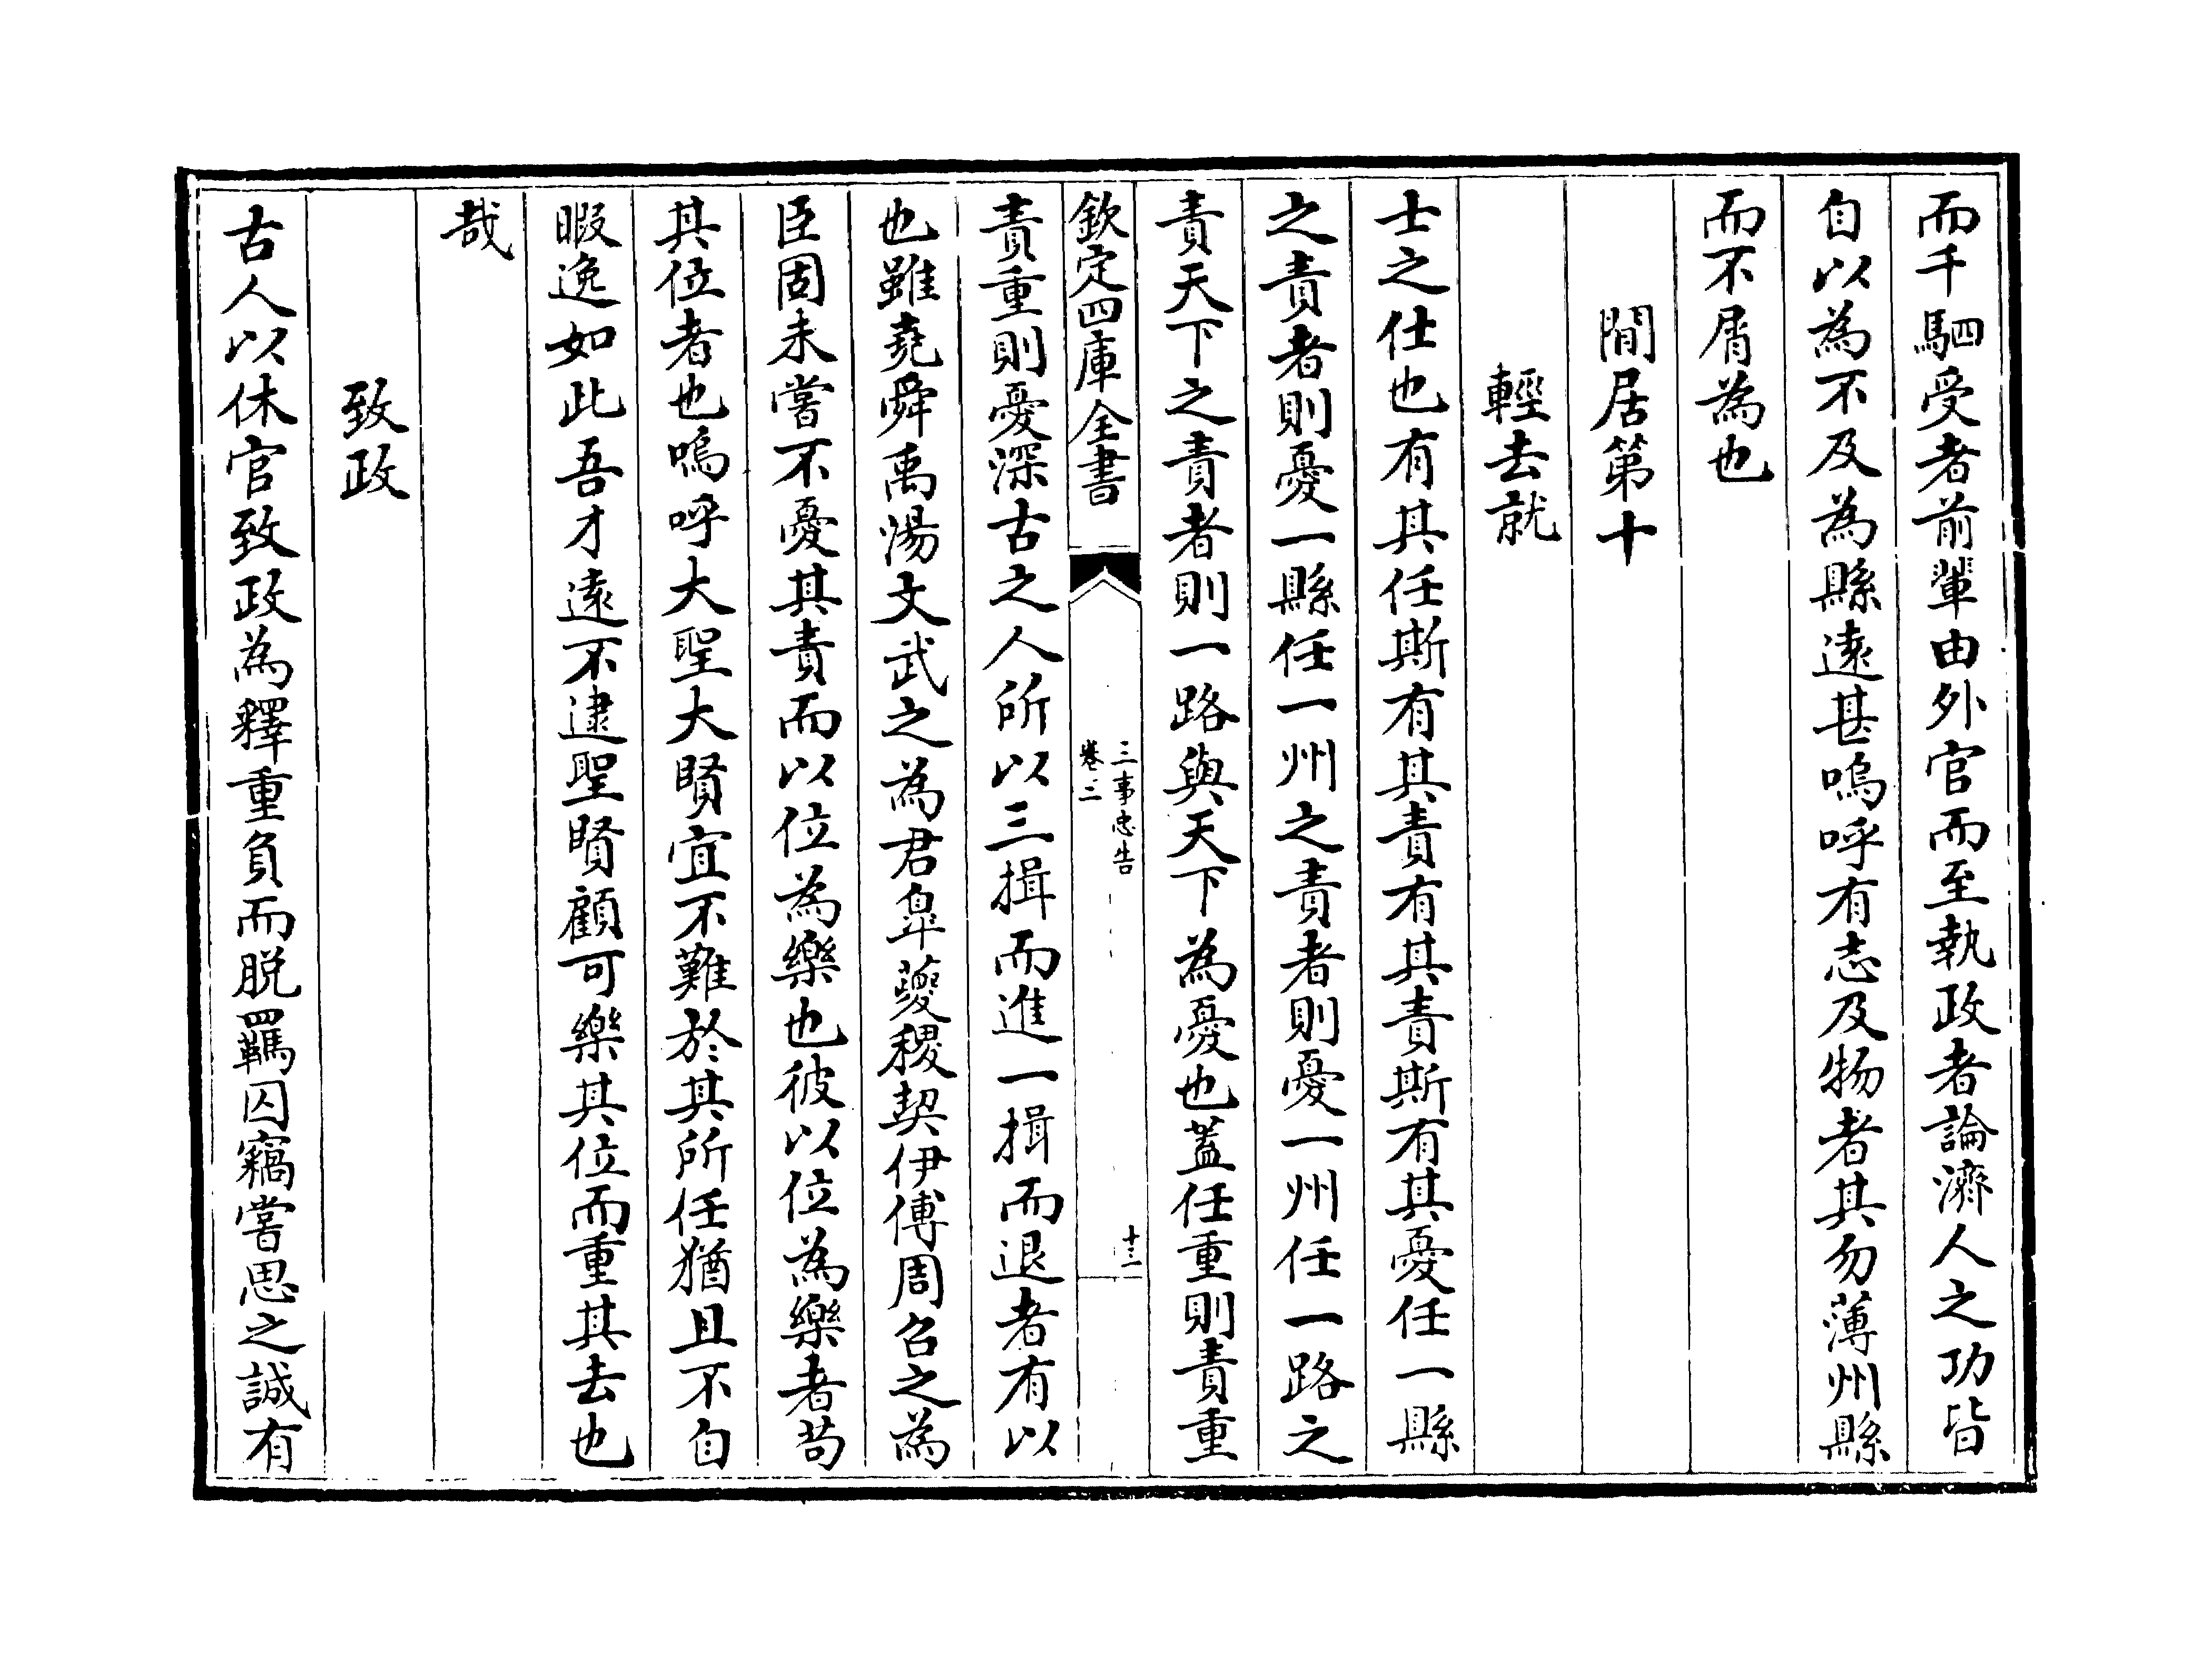 而千駟受者前輩由外官而至執政者論濟人之功皆
自以為不及為縣遠甚嗚呼有志及物者其勿薄州縣
而不屑為也
閒居第十
輕去就
士之仕也有其任斯有其責有其責斯有其憂任一縣
之責者則憂一縣任一州之責者則憂一州任一路之
責天下之責者則一路與天下為憂也蓋任重則責重
欽定四庫全書
三事忠告
卷三
十三
責重則憂深古之人所以三揖而進一揖而退者有以
也雖堯舜禹湯文武之為君臯夔稷契伊傅周召之為
臣固未嘗不憂其責而以位為樂也彼以位為樂者苟
其位者也嗚呼大聖大賢宜不難於其所任猶且不自
暇逸如此吾才遠不逮聖賢顧可樂其位而重其去也
哉
致政
古人以休官致政為釋重負而脱羈囚竊嘗思之誠有